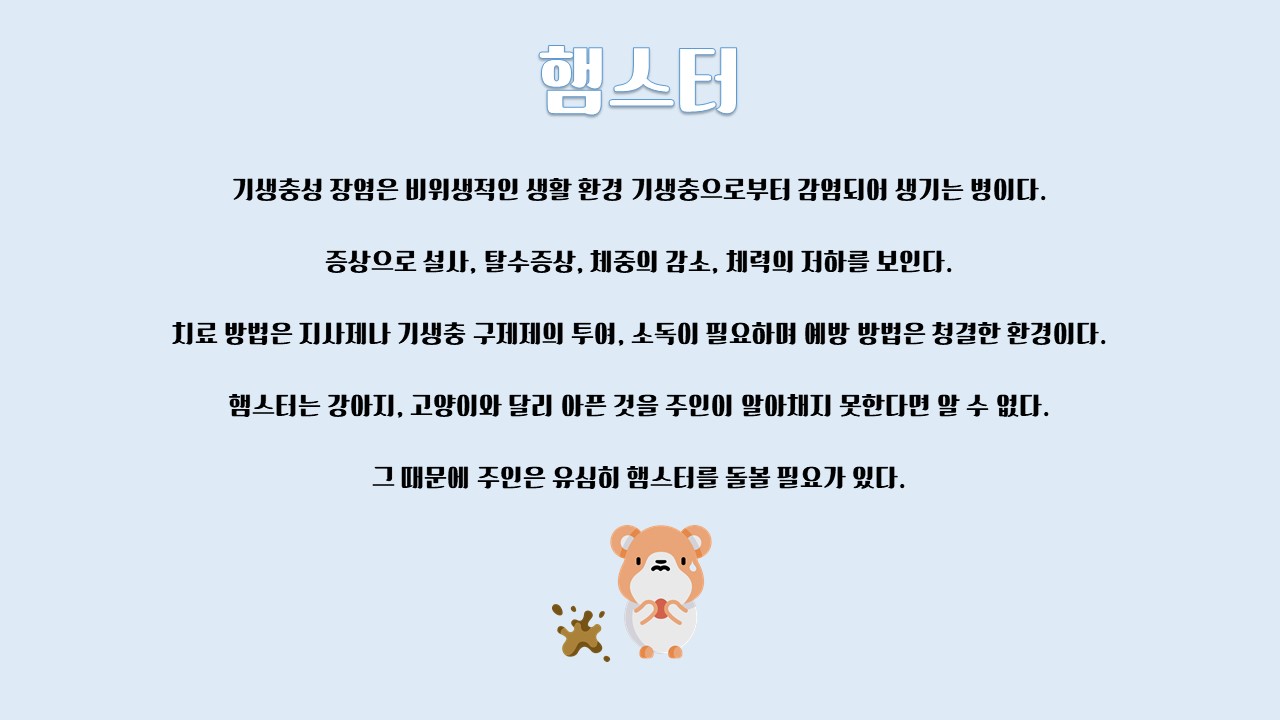 햄스터
기생충성 장염은 비위생적인 생활 환경 기생충으로부터 감염되어 생기는 병이다.
증상으로 설사, 탈수증상, 체중의 감소, 체력의 저하를 보인다.
치료 방법은 지사제나 기생충 구제제의 투여, 소독이 필요하며 예방 방법은 청결한 환경이다.
햄스터는 강아지, 고양이와 달리 아픈 것을 주인이 알아채지 못한다면 알 수 없다.
그 때문에 주인은 유심히 햄스터를 돌볼 필요가 있다.